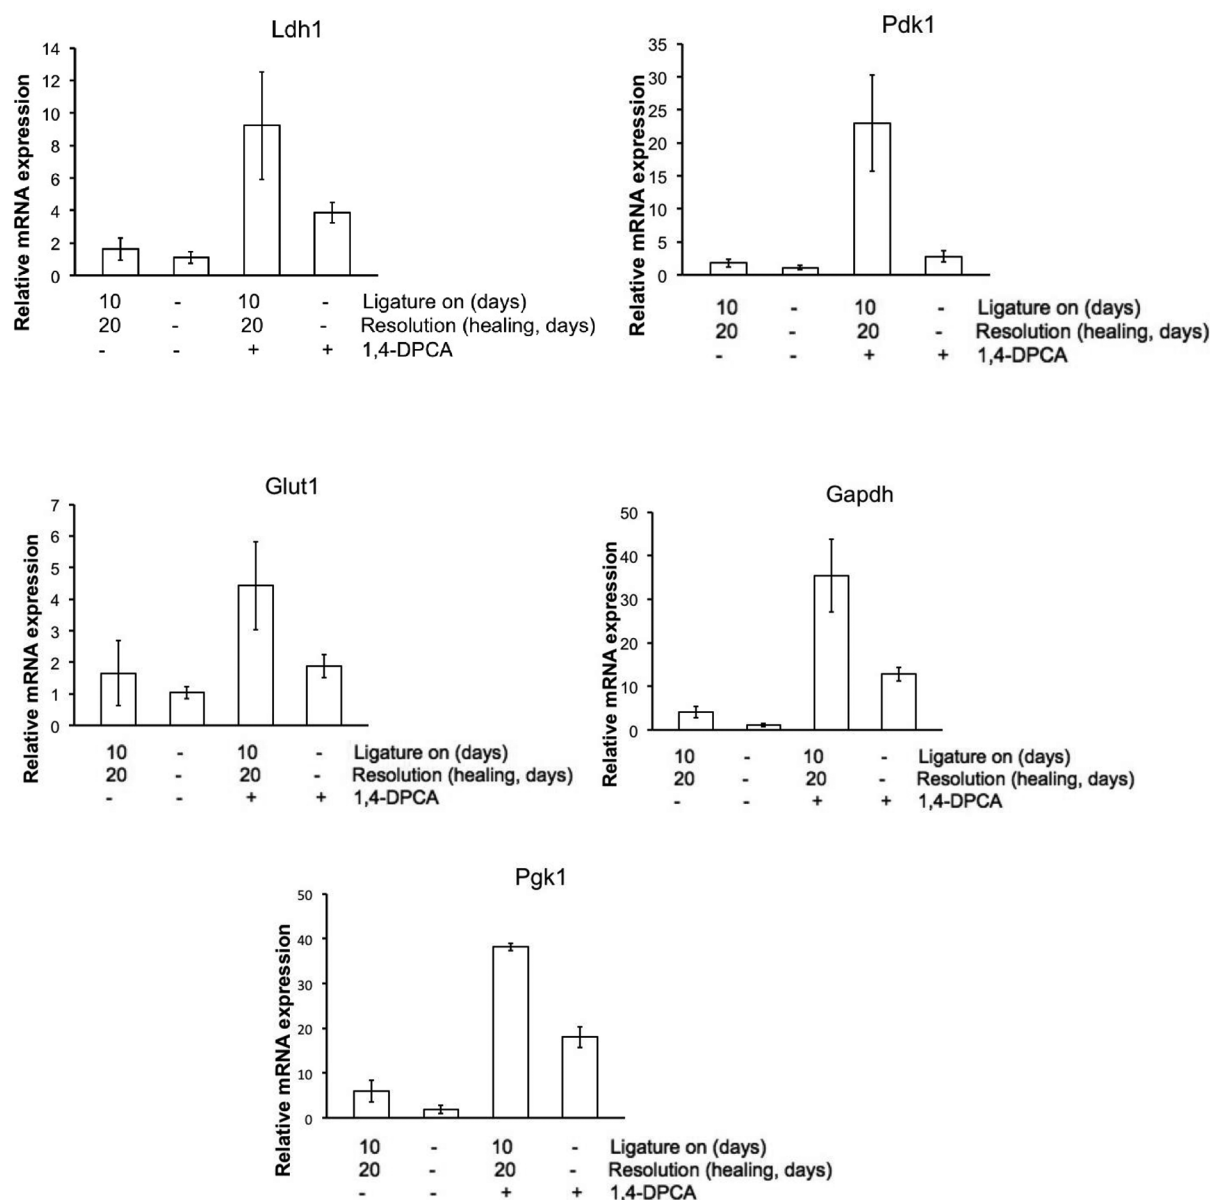 Ldh1
Relative mRNA expression
14
12
10
8
6
4
2
0
10 - 10 - Ligature on (days)
20 - 20 - Resolution (healing, days)
- - + + 1,4-DPCA
Pdk1
Relative mRNA expression
35
30
25
20
15
10
5
0
10 - 10 - Ligature on (days)
20 - 20 - Resolution (healing, days)
- - + + 1,4-DPCA
Glut1
Relative mRNA expression
7
6
5
4
3
2
1
0
10 - 10 - Ligature on (days)
20 - 20 - Resolution (healing, days)
- - + + 1,4-DPCA
Gapdh
Relative mRNA expression
50
40
30
20
10
0
10 - 10 - Ligature on (days)
20 - 20 - Resolution (healing, days)
- - + + 1,4-DPCA
Pgk1
Relative mRNA expression
50
40
30
20
10
0
10 - 10 - Ligature on (days)
20 - 20 - Resolution (healing, days)
- - + + 1,4-DPCA